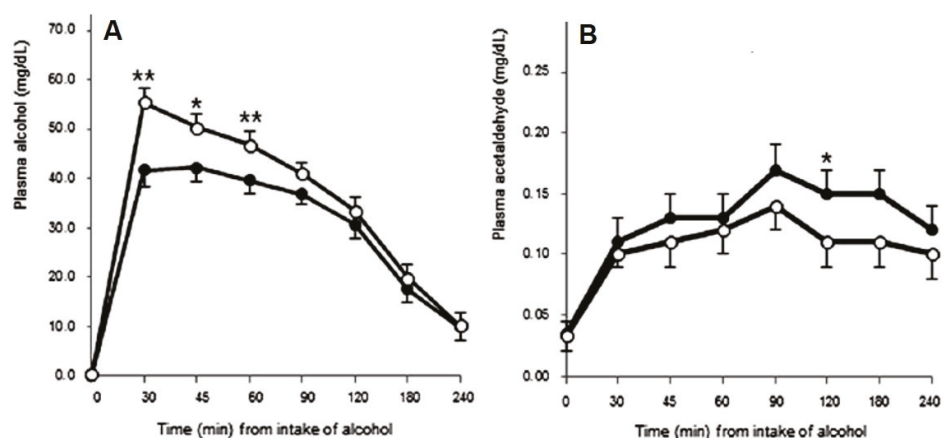 A
Plasma alcohol (mg/dL)
70.0
60.0
50.0
40.0
30.0
20.0
10.0
0.0
**
*
**
0 30 45 60 90 120 180 240
Time (min) from intake of alcohol
B
Plasma acetaldehyde (mg/dL)
0.25
0.20
0.15
0.10
0.05
0.00
*
0 30 45 60 90 120 180 240
Time (min) from intake of alcohol